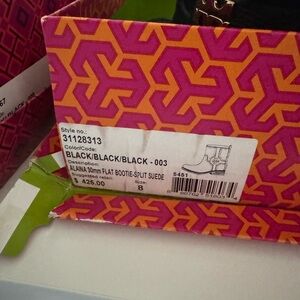 Style no.:
31128313
Color/Code:
BLACK/BLACK/BLACK - 003
Description:
ALAINA 30mm FLAT BOOTIE-SPLIT SUEDE
Suggested retail:
$ 425.00
Size:
8
5451